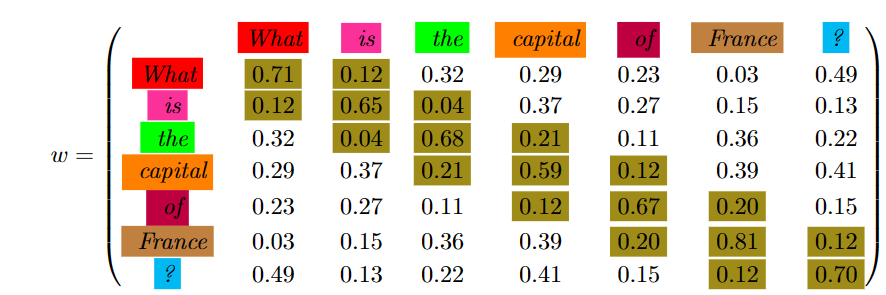 What is the capital of France ?
What 0.71 0.12 0.32 0.29 0.23 0.03 0.49
is 0.12 0.65 0.04 0.37 0.27 0.15 0.13
the 0.32 0.04 0.68 0.21 0.11 0.36 0.22
w = capital 0.29 0.37 0.21 0.59 0.12 0.39 0.41
of 0.23 0.27 0.11 0.12 0.67 0.20 0.15
France 0.03 0.15 0.36 0.39 0.20 0.81 0.12
? 0.49 0.13 0.22 0.41 0.15 0.12 0.70